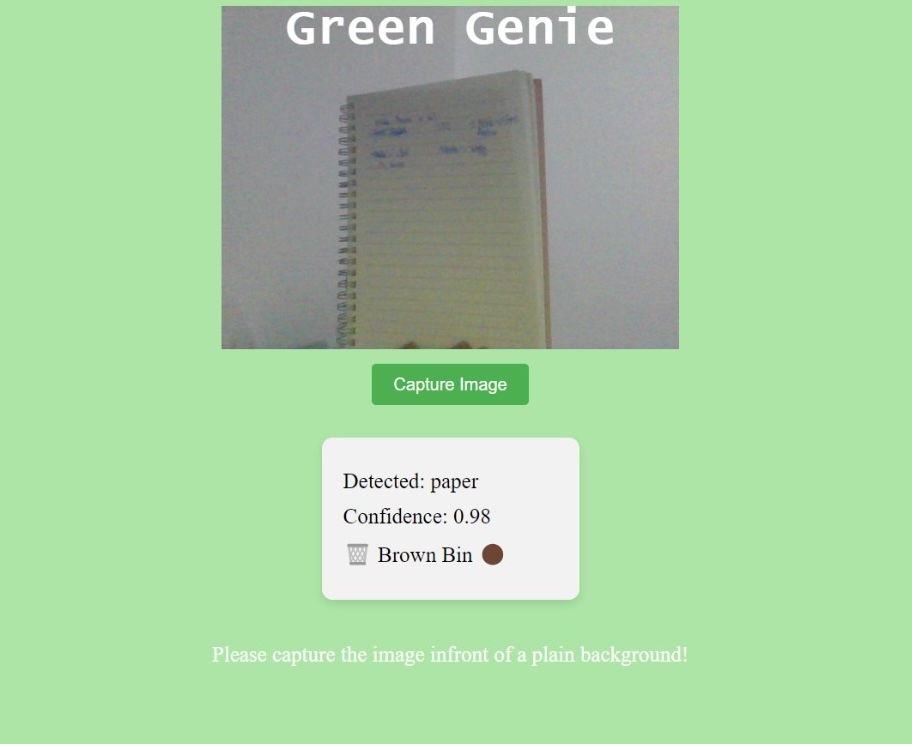 Green Genie
Capture Image
Detected: paper
Confidence: 0.98
Brown Bin
Please capture the image infront of a plain background!